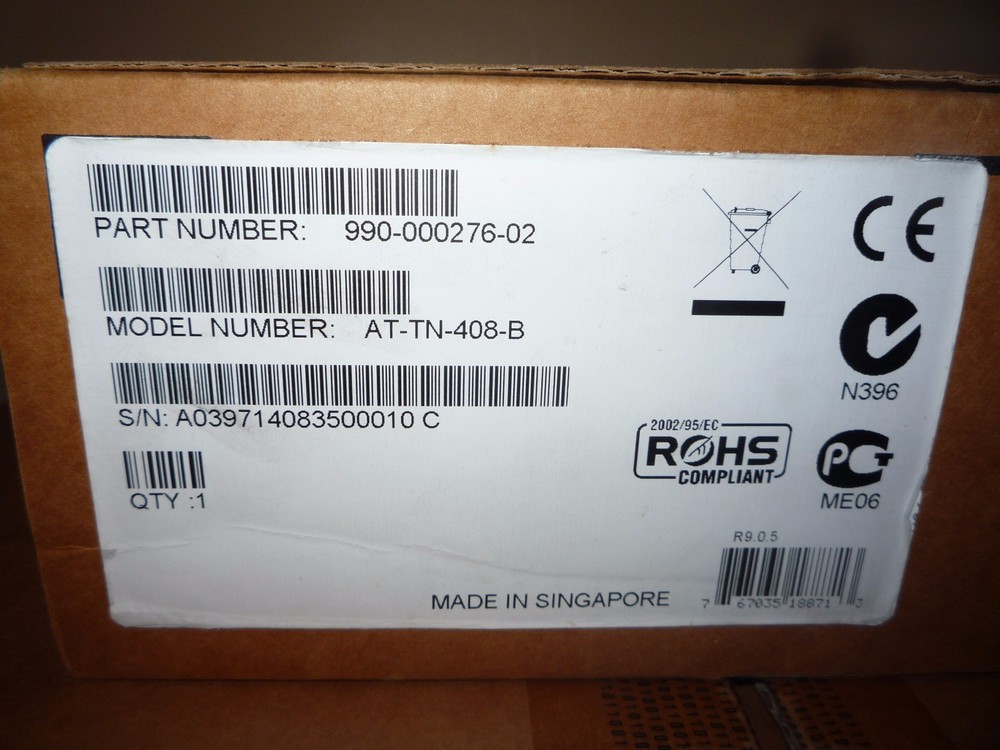 PART NUMBER: 990-000276-02
MODEL NUMBER: AT-TN-408-B
S/N: A039714083500010 C
QTY :1
CE
N396
2002/95/EC
ROHS
COMPLIANT
PCT
ME06
R9.0.5
7 67035 18871 3
MADE IN SINGAPORE